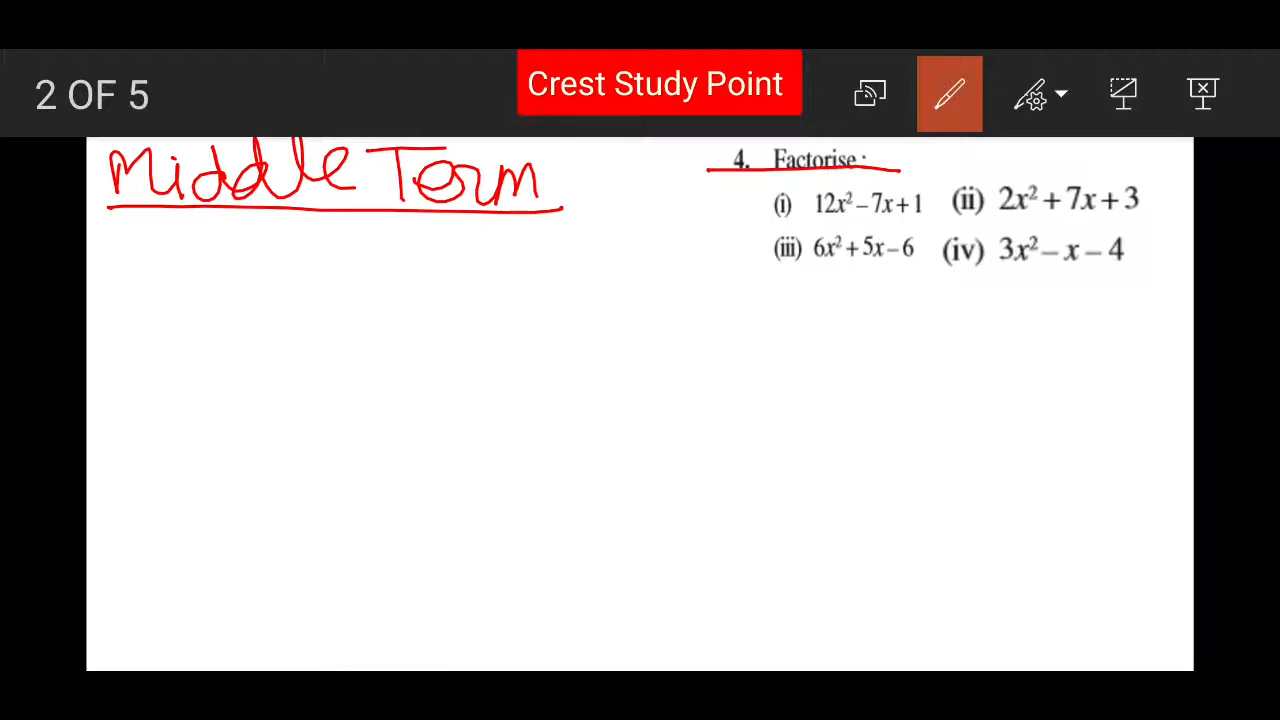 2 OF 5
Crest Study Point
Middle Term
4. Factorise :
(i) 12x² – 7x + 1 (ii) 2x² + 7x + 3
(iii) 6x² + 5x – 6 (iv) 3x² – x – 4